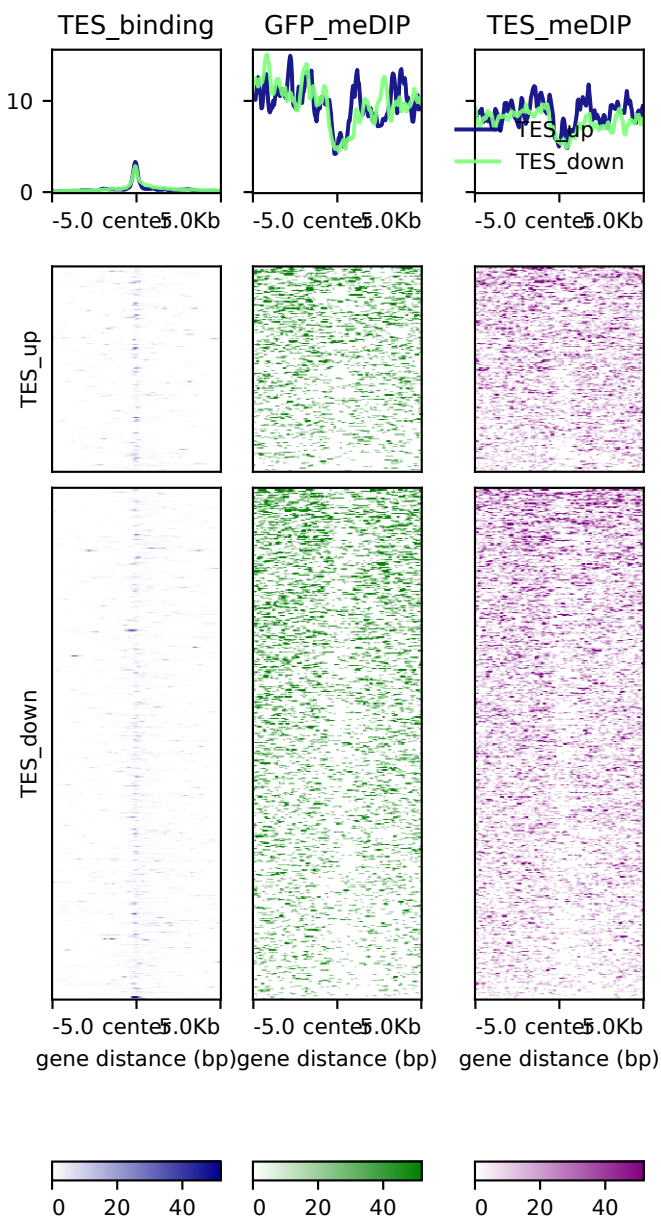 TES_binding GFP_meDIP TES_meDIP
10
0
TES_up
TES_down
-5.0 center 5.0Kb -5.0 center 5.0Kb -5.0 center 5.0Kb
TES_up
TES_down
-5.0 center 5.0Kb -5.0 center 5.0Kb -5.0 center 5.0Kb
gene distance (bp) gene distance (bp) gene distance (bp)
0 20 40 0 20 40 0 20 40